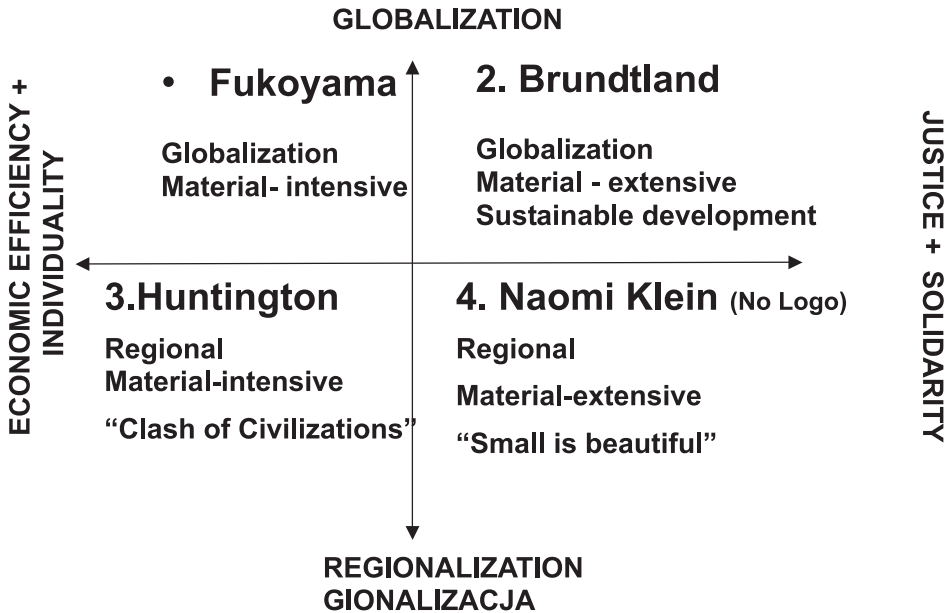 GLOBALIZATION
ECONOMIC EFFICIENCY +
INDIVIDUALITY
• Fukoyama
Globalization
Material- intensive
2. Brundtland
Globalization
Material - extensive
Sustainable development
JUSTICE + SOLIDARITY
3.Huntington
Regional
Material-intensive
“Clash of Civilizations”
4. Naomi Klein (No Logo)
Regional
Material-extensive
“Small is beautiful”
REGIONALIZATION
GIONALIZACJA